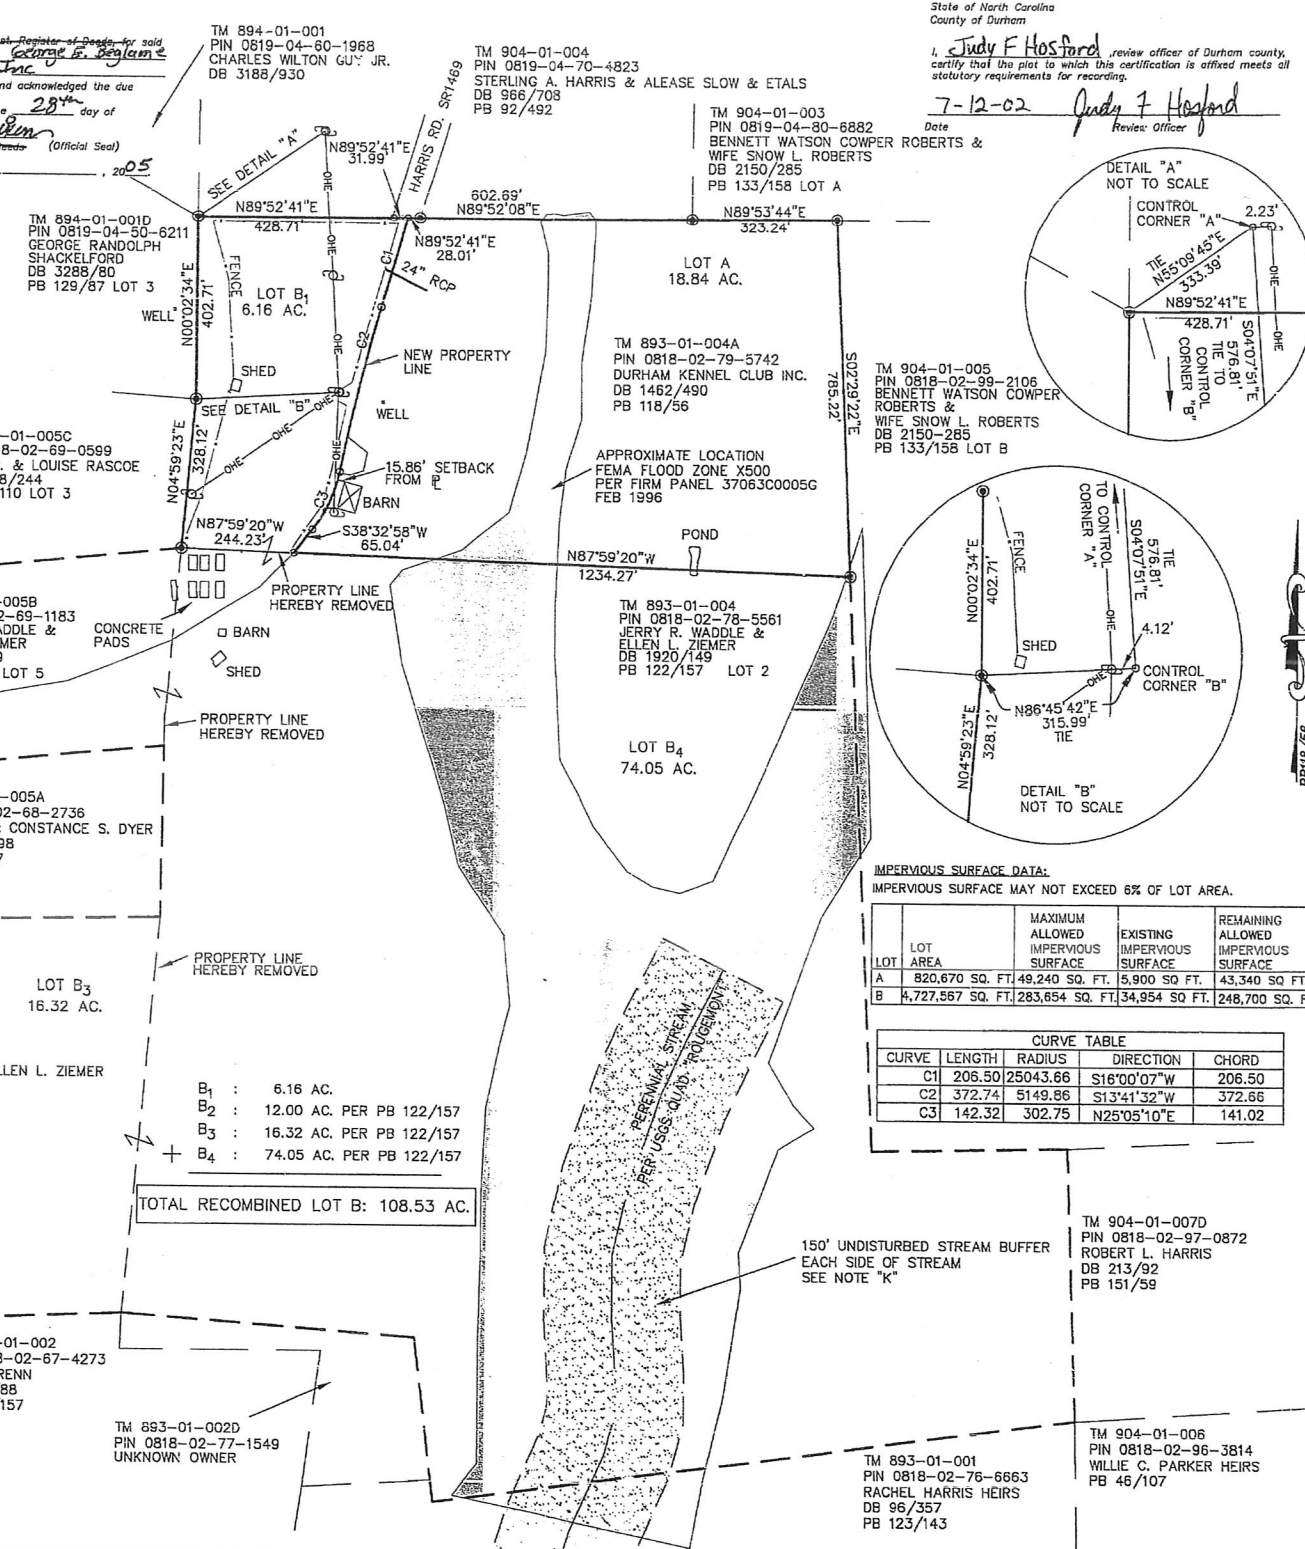 State of North Carolina
County of Durham
I, Judy F Hosford, review officer of Durham county,
certify that the plat to which this certification is affixed meets all
statutory requirements for recording.
7-12-02 Judy F Hosford
Date Review Officer
Register of Deeds, for said
Inc
and acknowledged the due
28th day of
(Official Seal)
, 2005
TM 894-01-001
PIN 0819-04-60-1968
CHARLES WILTON GUY JR.
DB 3188/930
TM 904-01-004
PIN 0819-04-70-4823
STERLING A. HARRIS & ALEASE SLOW & ETALS
DB 966/708
PB 92/492
TM 904-01-003
PIN 0819-04-80-6882
BENNETT WATSON COWPER ROBERTS &
WIFE SNOW L. ROBERTS
DB 2150/285
PB 133/158 LOT A
HARRIS RD. SR1469
SEE DETAIL "A"
N89°52'41"E
31.99'
N89°52'41"E
428.71'
602.69'
N89°52'08"E
N89°53'44"E
323.24'
N89°52'41"E
28.01'
TM 894-01-001D
PIN 0819-04-50-6211
GEORGE RANDOLPH
SHACKELFORD
DB 3288/80
PB 129/87 LOT 3
WELL
N00°02'34"E
402.71'
FENCE
LOT B1
6.16 AC.
OHE
OHE
OHE
C1
24" RCP
C2
NEW PROPERTY
LINE
SHED
SEE DETAIL "B"
OHE
OHE
OHE
OHE
WELL
LOT A
18.84 AC.
TM 893-01-004A
PIN 0818-02-79-5742
DURHAM KENNEL CLUB INC.
DB 1462/490
PB 118/56
S02°29'22"E
785.22'
TM 904-01-005
PIN 0818-02-99-2106
BENNETT WATSON COWPER
ROBERTS &
WIFE SNOW L. ROBERTS
DB 2150-285
PB 133/158 LOT B
-01-005C
8-02-69-0599
. & LOUISE RASCOE
8/244
110 LOT 3
N04°59'23"E
328.12'
15.86' SETBACK
FROM PL
BARN
C3
S38°32'58"W
65.04'
N87°59'20"W
244.23'
APPROXIMATE LOCATION
FEMA FLOOD ZONE X500
PER FIRM PANEL 37063C0005G
FEB 1996
POND
N87°59'20"W
1234.27'
PROPERTY LINE
HEREBY REMOVED
-005B
02-69-1183
ADDLE &
MER
LOT 5
CONCRETE
PADS
BARN
SHED
TM 893-01-004
PIN 0818-02-78-5561
JERRY R. WADDLE &
ELLEN L. ZIEMER
DB 1920/149
PB 122/157 LOT 2
PROPERTY LINE
HEREBY REMOVED
LOT B4
74.05 AC.
-005A
02-68-2736
: CONSTANCE S. DYER
98
7
PROPERTY LINE
HEREBY REMOVED
LOT B3
16.32 AC.
LLEN L. ZIEMER
DETAIL "A"
NOT TO SCALE
CONTROL
CORNER "A"
2.23'
TIE
N55°09'45"E
333.39'
N89°52'41"E
428.71'
OHE
OHE
S04°07'51"E
576.81'
TIE TO
CONTROL
CORNER "B"
N00°02'34"E
402.71'
FENCE
TO CONTROL
CORNER "A"
TIE
576.81'
S04°07'51"E
OHE
SHED
4.12'
OHE
CONTROL
CORNER "B"
N86°45'42"E
315.99'
TIE
N04°59'23"E
328.12'
DETAIL "B"
NOT TO SCALE
IMPERVIOUS SURFACE DATA:
IMPERVIOUS SURFACE MAY NOT EXCEED 6% OF LOT AREA.
LOT LOT AREA MAXIMUM ALLOWED IMPERVIOUS SURFACE EXISTING IMPERVIOUS SURFACE REMAINING ALLOWED IMPERVIOUS SURFACE
A 820,670 SQ. FT. 49,240 SQ. FT. 5,900 SQ FT. 43,340 SQ FT
B 4,727,567 SQ. FT. 283,654 SQ. FT. 34,954 SQ FT. 248,700 SQ. F
CURVE TABLE
CURVE LENGTH RADIUS DIRECTION CHORD
C1 206.50 25043.66 S16°00'07"W 206.50
C2 372.74 5149.86 S13°41'32"W 372.66
C3 142.32 302.75 N25°05'10"E 141.02
PERENNIAL STREAM
PER USGS QUAD "ROUGEMONT"
B1 : 6.16 AC.
B2 : 12.00 AC. PER PB 122/157
B3 : 16.32 AC. PER PB 122/157
+ B4 : 74.05 AC. PER PB 122/157
TOTAL RECOMBINED LOT B: 108.53 AC.
150' UNDISTURBED STREAM BUFFER
EACH SIDE OF STREAM
SEE NOTE "K"
TM 904-01-007D
PIN 0818-02-97-0872
ROBERT L. HARRIS
DB 213/92
PB 151/59
-01-002
8-02-67-4273
RENN
88
157
TM 893-01-002D
PIN 0818-02-77-1549
UNKNOWN OWNER
TM 893-01-001
PIN 0818-02-76-6663
RACHEL HARRIS HEIRS
DB 96/357
PB 123/143
TM 904-01-006
PIN 0818-02-96-3814
WILLIE C. PARKER HEIRS
PB 46/107